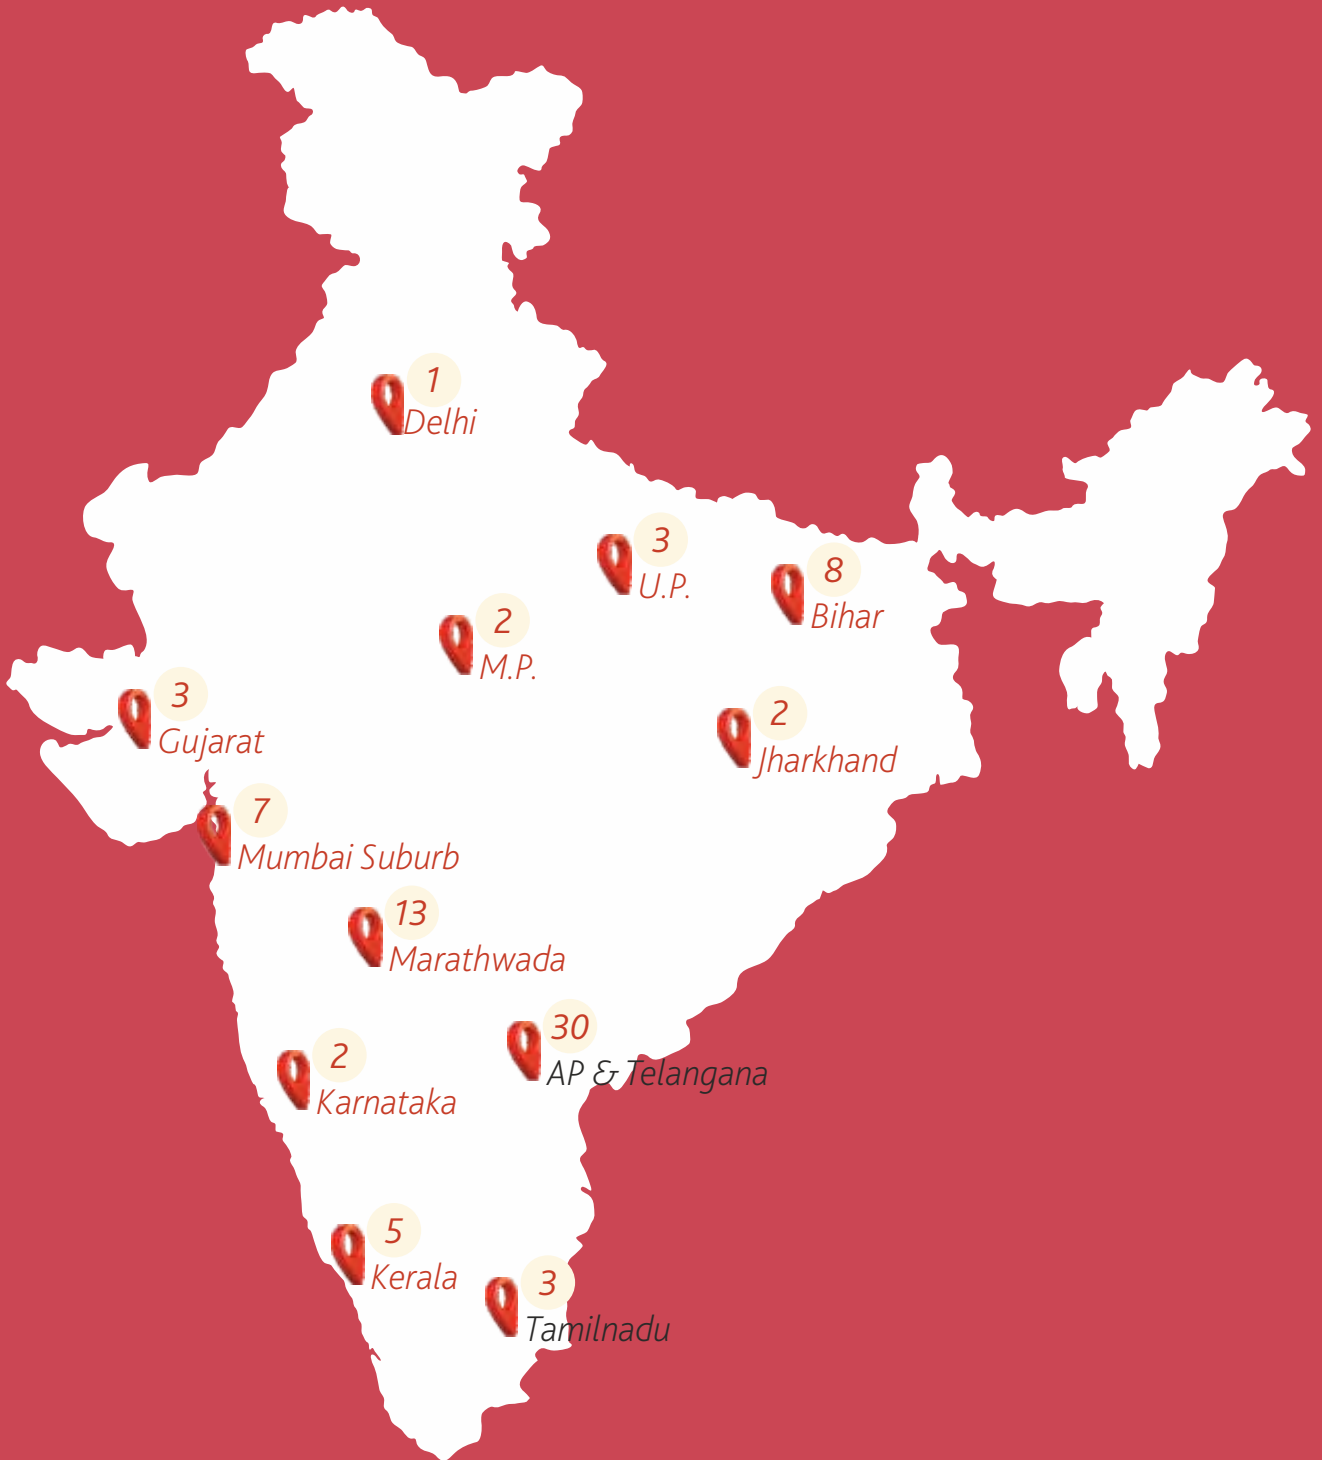 1
Delhi
3
U.P.
8
Bihar
2
M.P.
3
Gujarat
2
Jharkhand
7
Mumbai Suburb
13
Marathwada
30
AP & Telangana
2
Karnataka
5
Kerala
3
Tamilnadu